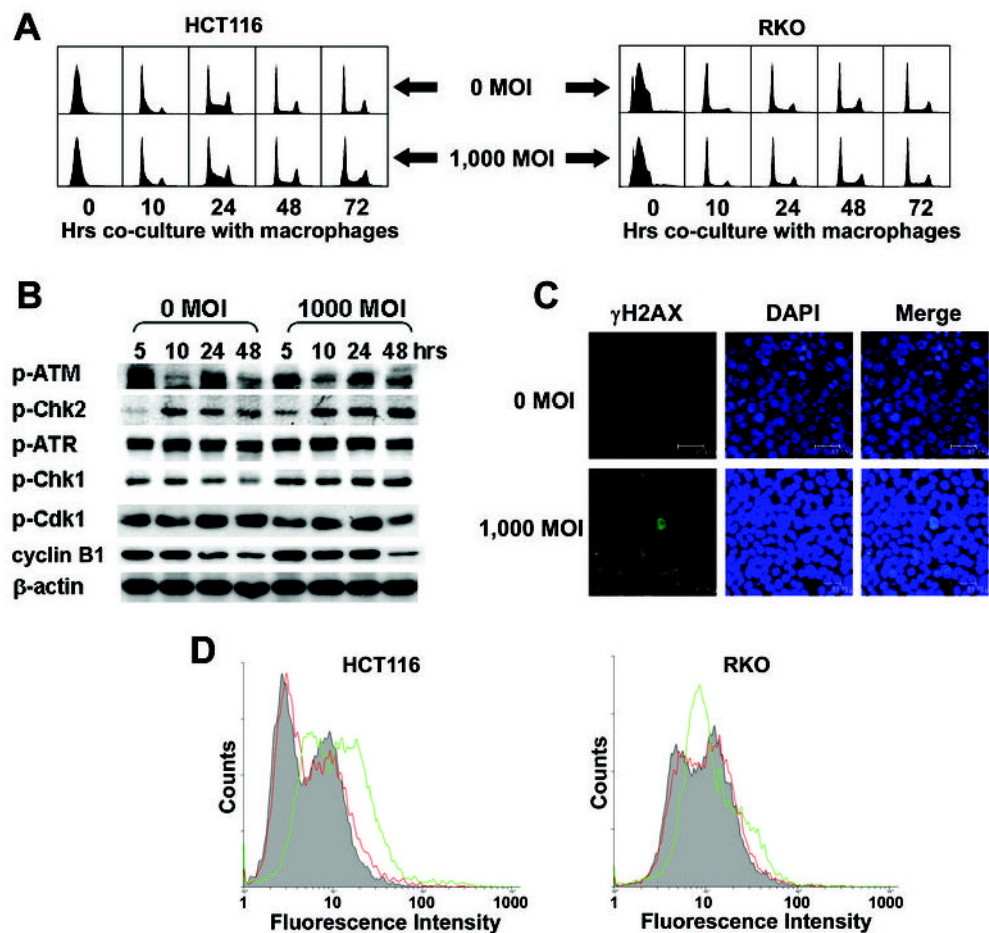 A
HCT116
RKO
0 MOI
1,000 MOI
0 10 24 48 72
Hrs co-culture with macrophages
0 10 24 48 72
Hrs co-culture with macrophages
B
0 MOI 1000 MOI
5 10 24 48 5 10 24 48 hrs
p-ATM
p-Chk2
p-ATR
p-Chk1
p-Cdk1
cyclin B1
β-actin
C
γH2AX DAPI Merge
0 MOI
1,000 MOI
D
HCT116
Counts
1 10 100 1000
Fluorescence Intensity
RKO
Counts
1 10 100 1000
Fluorescence Intensity